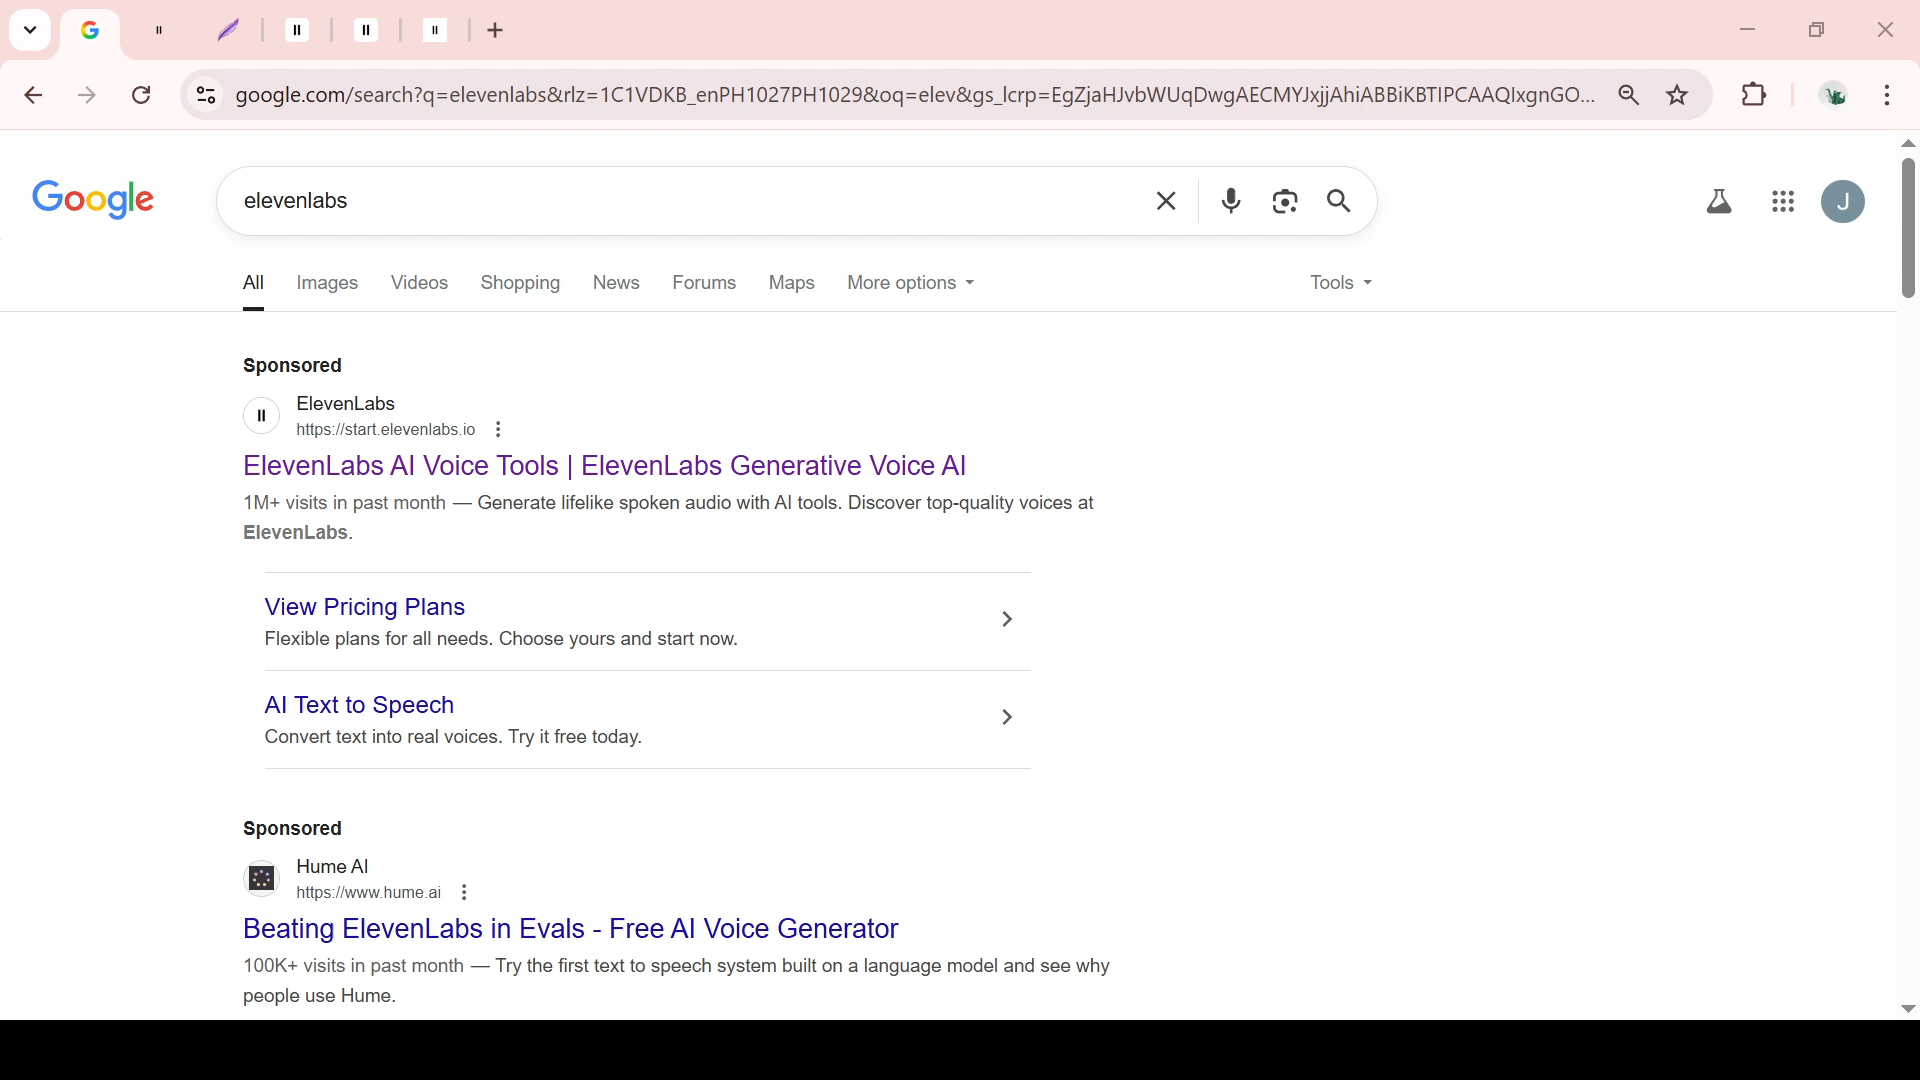 google.com/search?q=elevenlabs&rlz=1C1VDKB_enPH1027PH1029&oq=elev&gs_lcrp=EgZjaHJvbWUqDwgAECMYJxjjAhiABBiKBTIPCAAQIxgnGO...
Google
elevenlabs
J
All Images Videos Shopping News Forums Maps More options Tools
Sponsored
ElevenLabs
https://start.elevenlabs.io
ElevenLabs AI Voice Tools | ElevenLabs Generative Voice AI
1M+ visits in past month — Generate lifelike spoken audio with AI tools. Discover top-quality voices at
ElevenLabs.
View Pricing Plans
Flexible plans for all needs. Choose yours and start now.
AI Text to Speech
Convert text into real voices. Try it free today.
Sponsored
Hume AI
https://www.hume.ai
Beating ElevenLabs in Evals - Free AI Voice Generator
100K+ visits in past month — Try the first text to speech system built on a language model and see why
people use Hume.